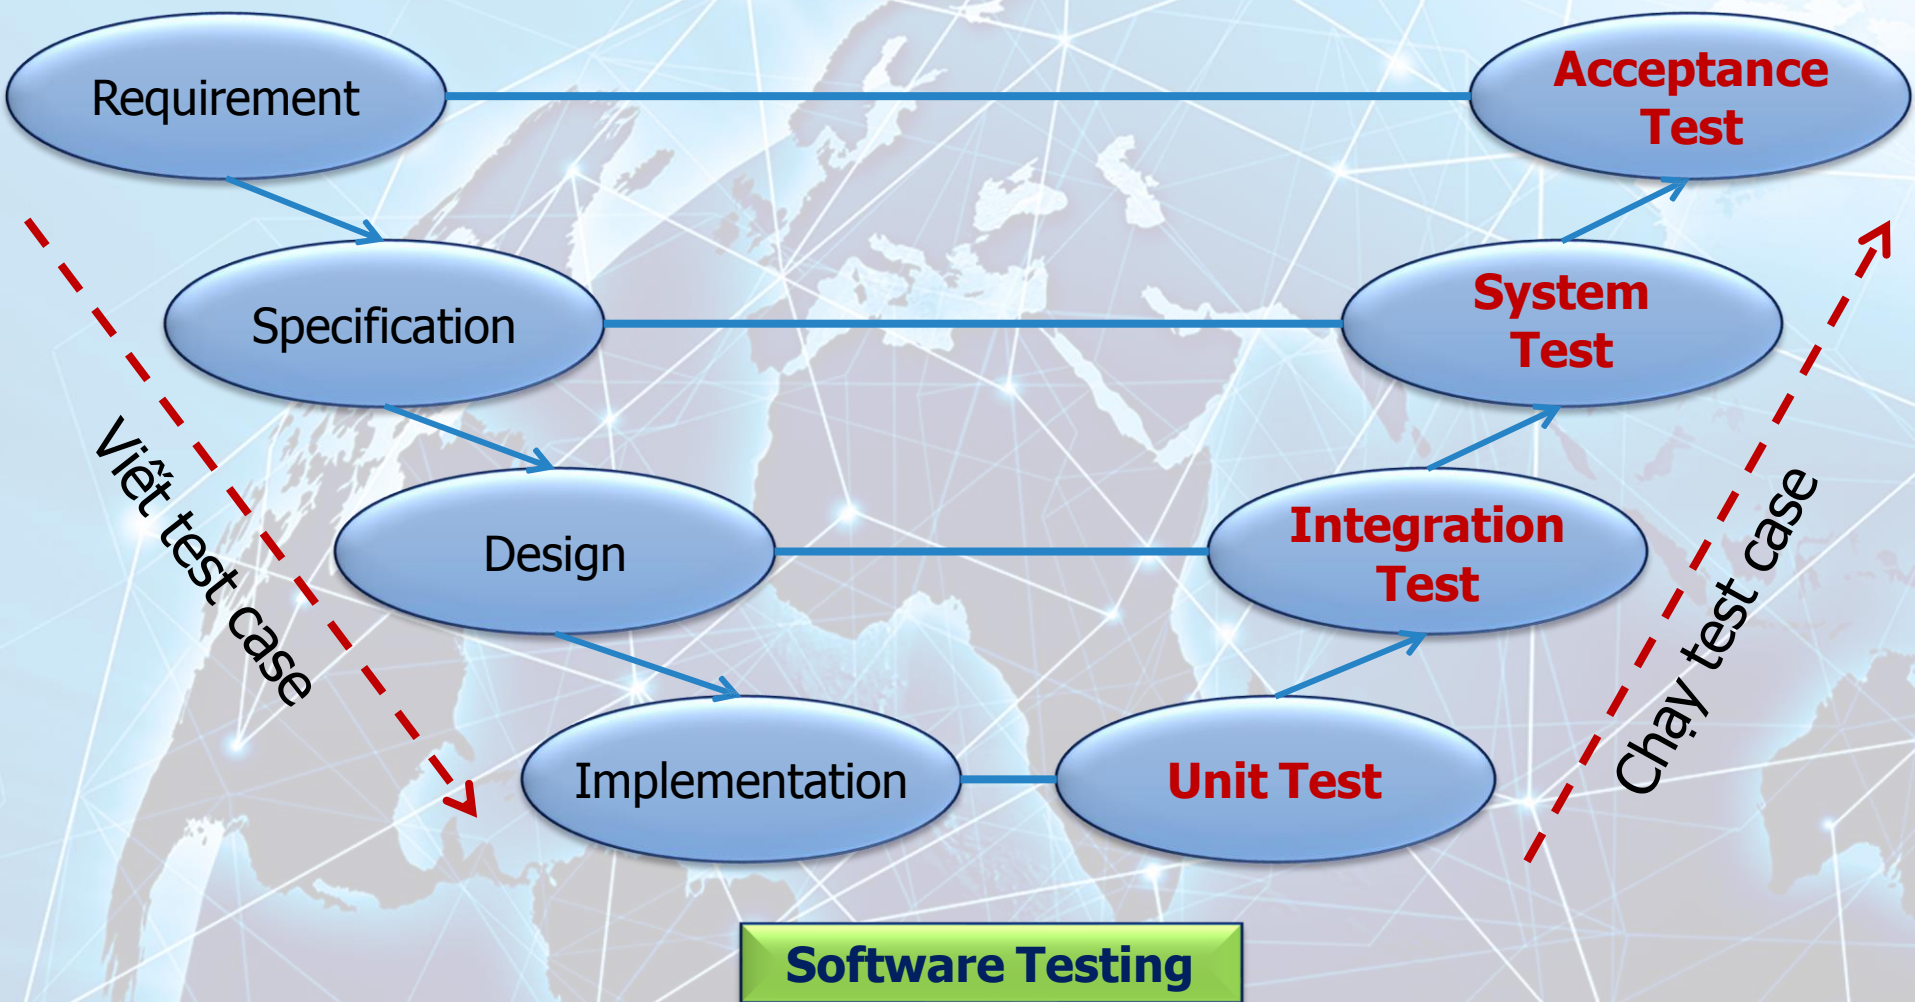 Requirement
Acceptance
Test
Specification
System
Test
Viết test case
Design
Integration
Test
Chạy test case
Implementation
Unit Test
Software Testing